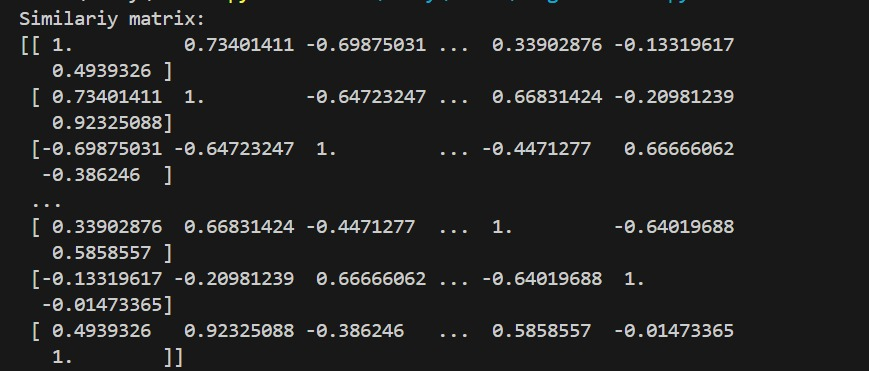 Similariy matrix:
[[ 1.          0.73401411 -0.69875031 ...  0.33902876 -0.13319617
   0.4939326 ]
 [ 0.73401411  1.         -0.64723247 ...  0.66831424 -0.20981239
   0.92325088]
 [-0.69875031 -0.64723247  1.         ... -0.4471277   0.66666062
  -0.386246  ]
 ...
 [ 0.33902876  0.66831424 -0.4471277  ...  1.         -0.64019688
   0.5858557 ]
 [-0.13319617 -0.20981239  0.66666062 ... -0.64019688  1.
  -0.01473365]
 [ 0.4939326   0.92325088 -0.386246   ...  0.5858557  -0.01473365
   1.        ]]